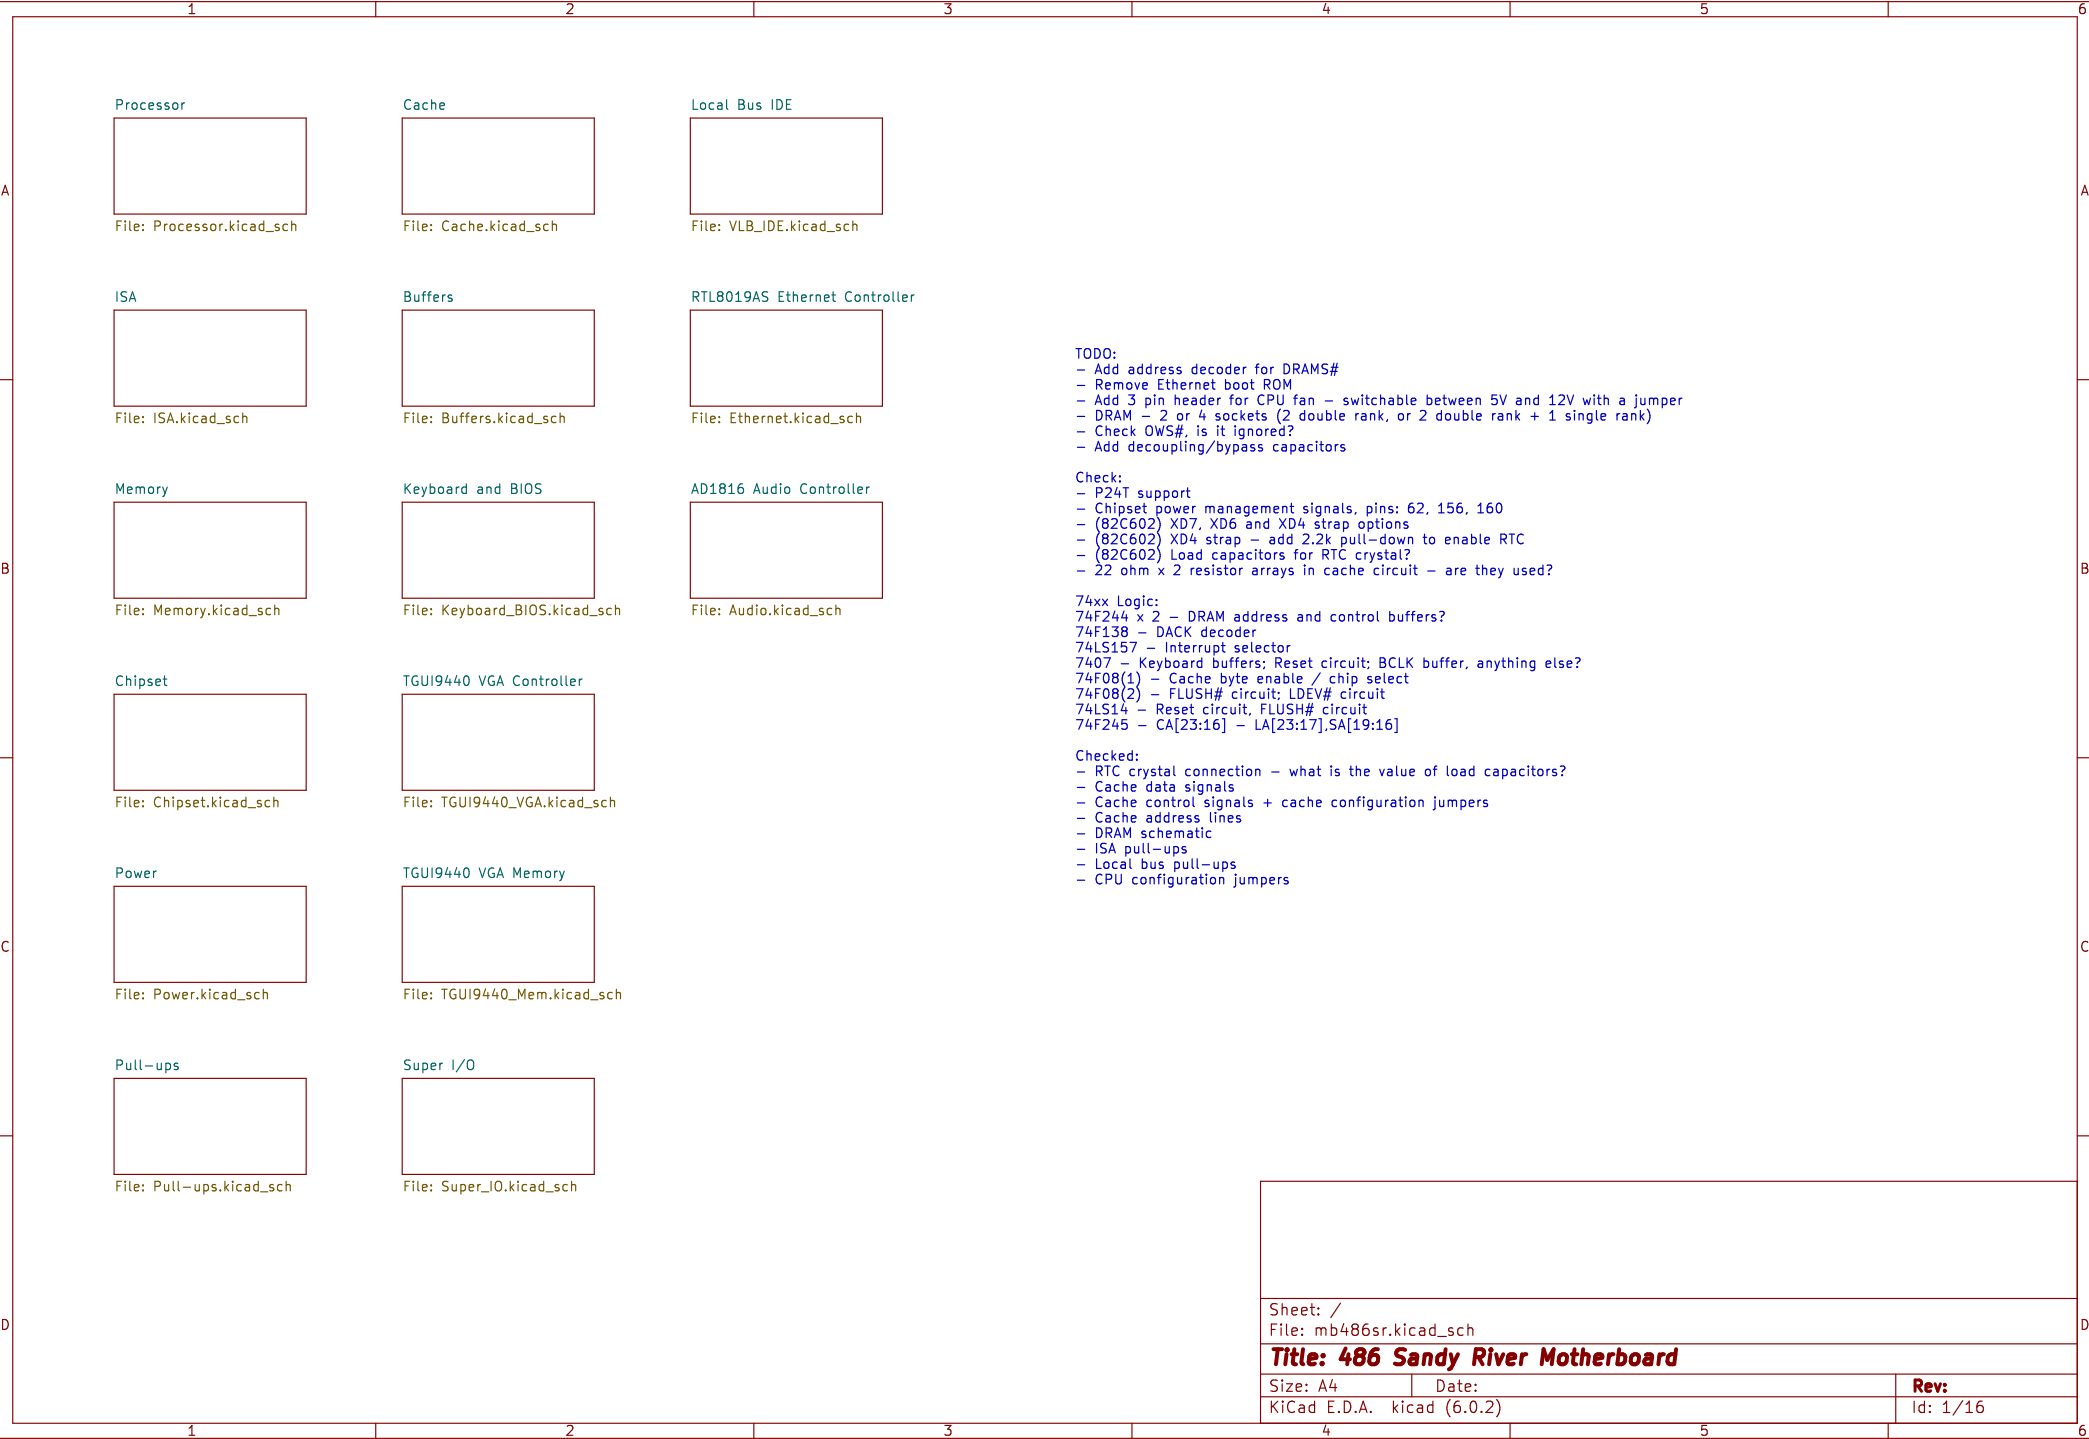 1 2 3 4 5 6
Processor
Cache
Local Bus IDE
A
A
File: Processor.kicad_sch
File: Cache.kicad_sch
File: VLB_IDE.kicad_sch
ISA
Buffers
RTL8019AS Ethernet Controller
File: ISA.kicad_sch
File: Buffers.kicad_sch
File: Ethernet.kicad_sch
Memory
Keyboard and BIOS
AD1816 Audio Controller
B
B
File: Memory.kicad_sch
File: Keyboard_BIOS.kicad_sch
File: Audio.kicad_sch
Chipset
TGUI9440 VGA Controller
File: Chipset.kicad_sch
File: TGUI9440_VGA.kicad_sch
Power
TGUI9440 VGA Memory
C
C
File: Power.kicad_sch
File: TGUI9440_Mem.kicad_sch
Pull-ups
Super I/O
File: Pull-ups.kicad_sch
File: Super_IO.kicad_sch
TODO:
- Add address decoder for DRAMS#
- Remove Ethernet boot ROM
- Add 3 pin header for CPU fan - switchable between 5V and 12V with a jumper
- DRAM - 2 or 4 sockets (2 double rank, or 2 double rank + 1 single rank)
- Check OWS#, is it ignored?
- Add decoupling/bypass capacitors
Check:
- P24T support
- Chipset power management signals, pins: 62, 156, 160
- (82C602) XD7, XD6 and XD4 strap options
- (82C602) XD4 strap - add 2.2k pull-down to enable RTC
- (82C602) Load capacitors for RTC crystal?
- 22 ohm x 2 resistor arrays in cache circuit - are they used?
74xx Logic:
74F244 x 2 - DRAM address and control buffers?
74F138 - DACK decoder
74LS157 - Interrupt selector
7407 - Keyboard buffers; Reset circuit; BCLK buffer, anything else?
74F08(1) - Cache byte enable / chip select
74F08(2) - FLUSH# circuit; LDEV# circuit
74LS14 - Reset circuit, FLUSH# circuit
74F245 - CA[23:16] - LA[23:17],SA[19:16]
Checked:
- RTC crystal connection - what is the value of load capacitors?
- Cache data signals
- Cache control signals + cache configuration jumpers
- Cache address lines
- DRAM schematic
- ISA pull-ups
- Local bus pull-ups
- CPU configuration jumpers
D
D
Sheet: /
File: mb486sr.kicad_sch
Title: 486 Sandy River Motherboard
Size: A4
Date:
Rev:
KiCad E.D.A. kicad (6.0.2)
Id: 1/16
1 2 3 4 5 6